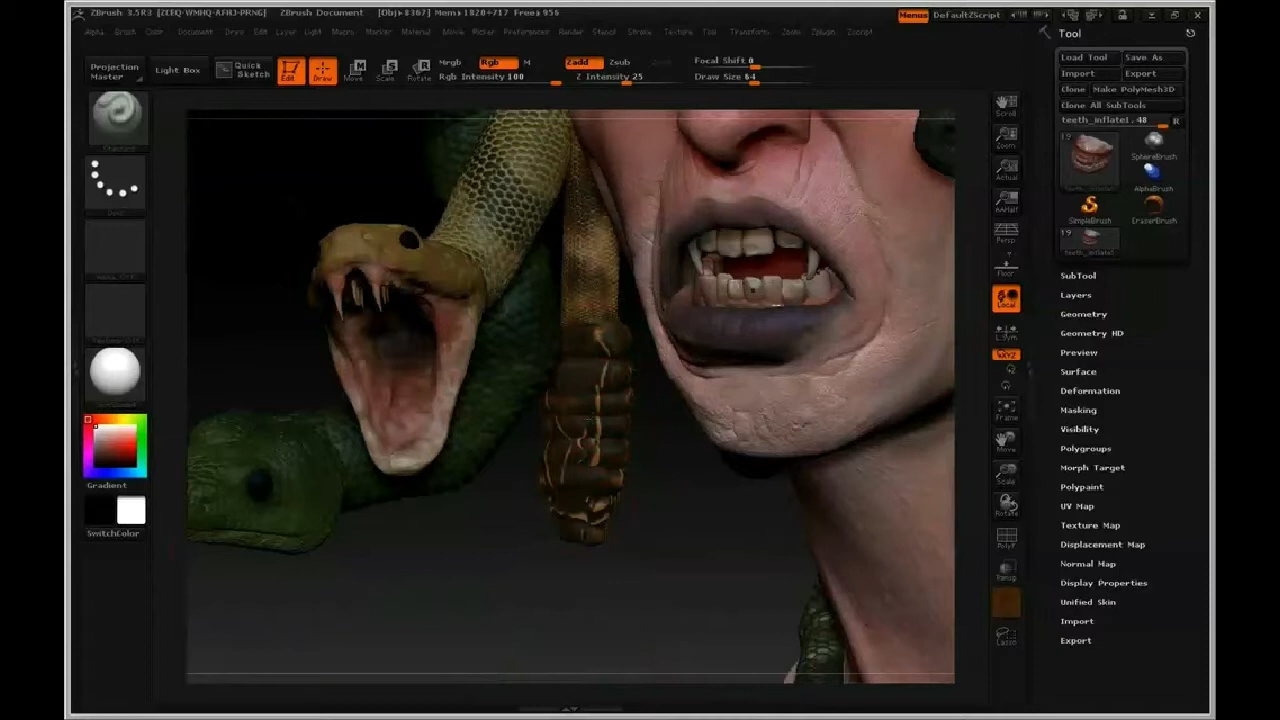 ZBrush 3.5R3 ZBrush Document
Menus DefaultZScript
Alpha Brush Color Document Draw Edit Layer Light Macro Marker Material Movie Picker Preferences Render Stencil Stroke Texture Tool Transform Zoom Zplugin Zscript
Tool
Projection Master
Light Box
Quick Sketch
Edit Draw Move Scale Rotate
Mrgb Rgb M
Rgb Intensity 100
Zadd Zsub
Z Intensity 25
Focal Shift 0
Draw Size 64
Load Tool Save As
Import Export
Clone Make PolyMesh3D
Clone All SubTools
teeth_inflate1. 48 R
19
SphereBrush
AlphaBrush
SimpleBrush EraserBrush
19
Scroll
Zoom
Actual
AAHalf
Persp
Floor
Local
L.Sym
XYZ
Frame
Move
Scale
Rotate
PolyF
Transp
Lasso
Gradient
SwitchColor
SubTool
Layers
Geometry
Geometry HD
Preview
Surface
Deformation
Masking
Visibility
Polygroups
Morph Target
Polypaint
UV Map
Texture Map
Displacement Map
Normal Map
Display Properties
Unified Skin
Import
Export